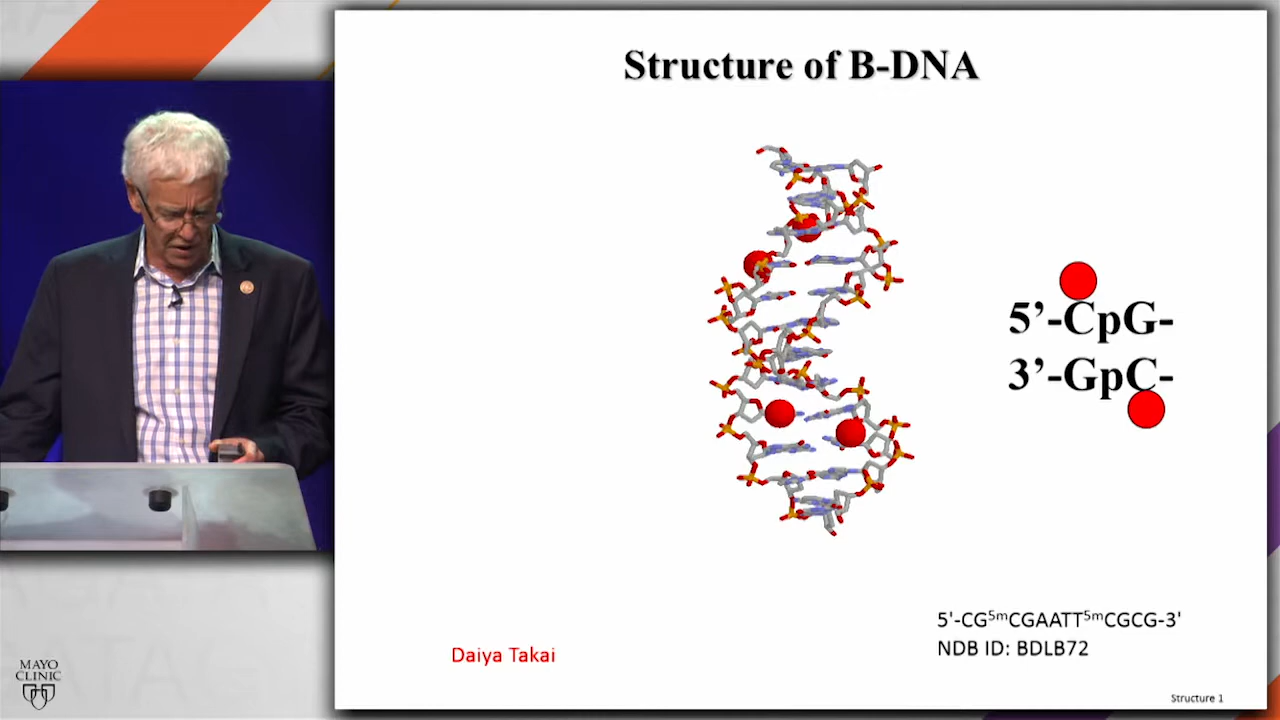 Structure of B-DNA
5’-CpG-
3’-GpC-
5'-CG5mCGAATT5mCGCG-3'
NDB ID: BDLB72
Daiya Takai
Structure 1
MAYO
CLINIC